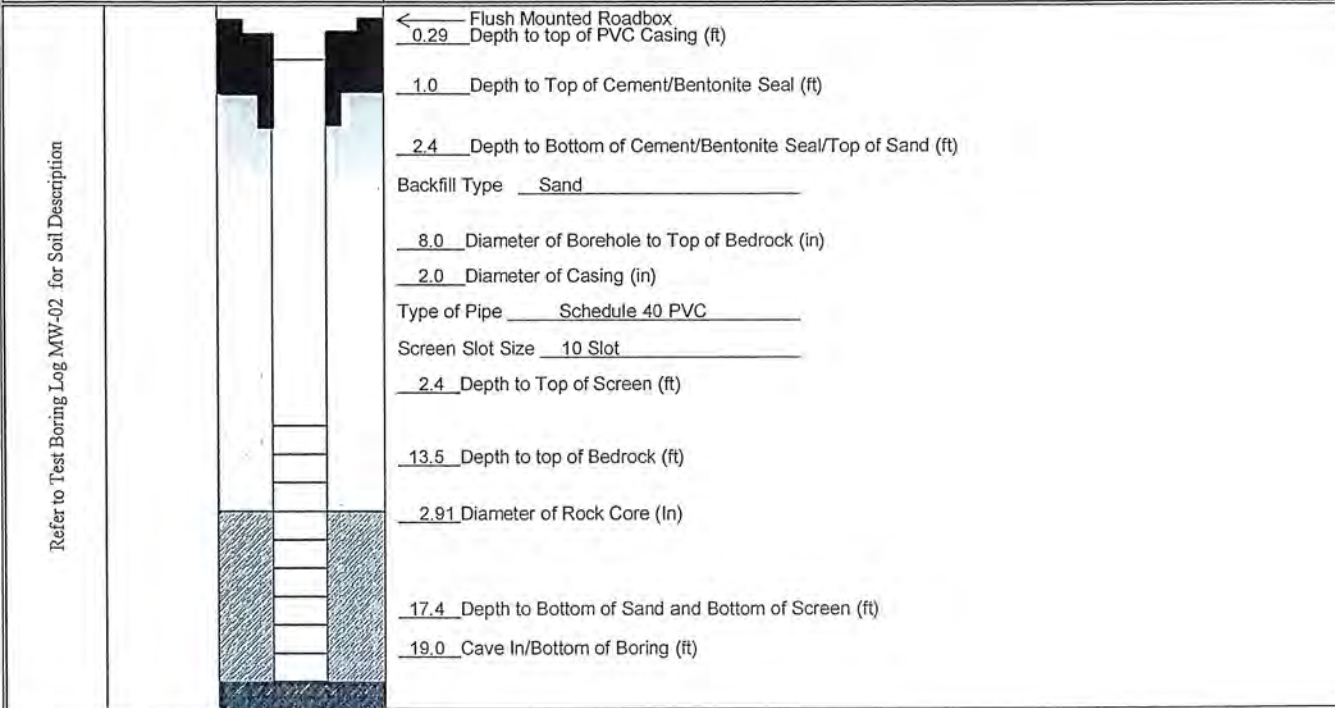 Refer to Test Boring Log MW-02 for Soil Description
Flush Mounted Roadbox
0.29 Depth to top of PVC Casing (ft)
1.0 Depth to Top of Cement/Bentonite Seal (ft)
2.4 Depth to Bottom of Cement/Bentonite Seal/Top of Sand (ft)
Backfill Type Sand
8.0 Diameter of Borehole to Top of Bedrock (in)
2.0 Diameter of Casing (in)
Type of Pipe Schedule 40 PVC
Screen Slot Size 10 Slot
2.4 Depth to Top of Screen (ft)
13.5 Depth to top of Bedrock (ft)
2.91 Diameter of Rock Core (In)
17.4 Depth to Bottom of Sand and Bottom of Screen (ft)
19.0 Cave In/Bottom of Boring (ft)